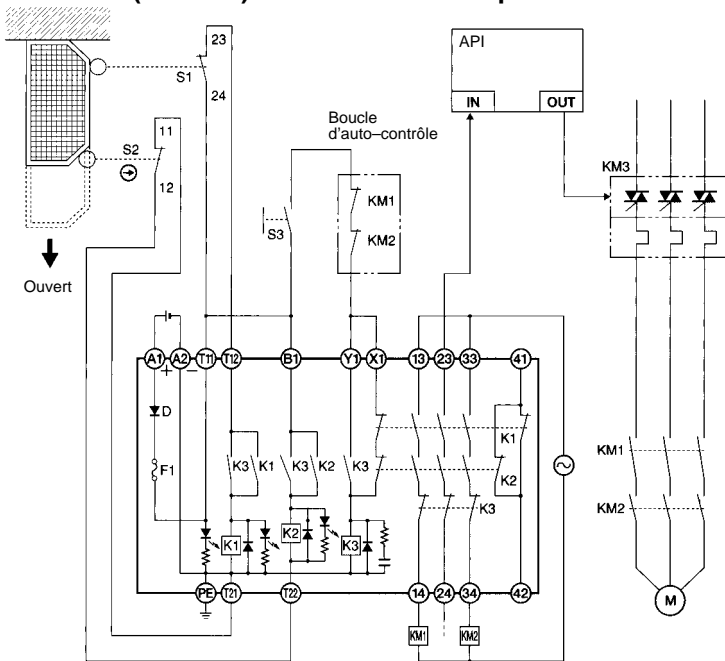 23
API
S1
24
IN OUT
Boucle
d'auto–contrôle
11
S2
12
KM3
KM1
S3
KM2
Ouvert
A1 A2 T11 T12 B1 Y1 X1 13 23 33 41
+ –
D
K1
K3 K1 K3 K2 K3
F1
K2
KM1
K3
KM2
K1 K2 K3
PE T21 T22 14 24 34 42
M
KM1 KM2